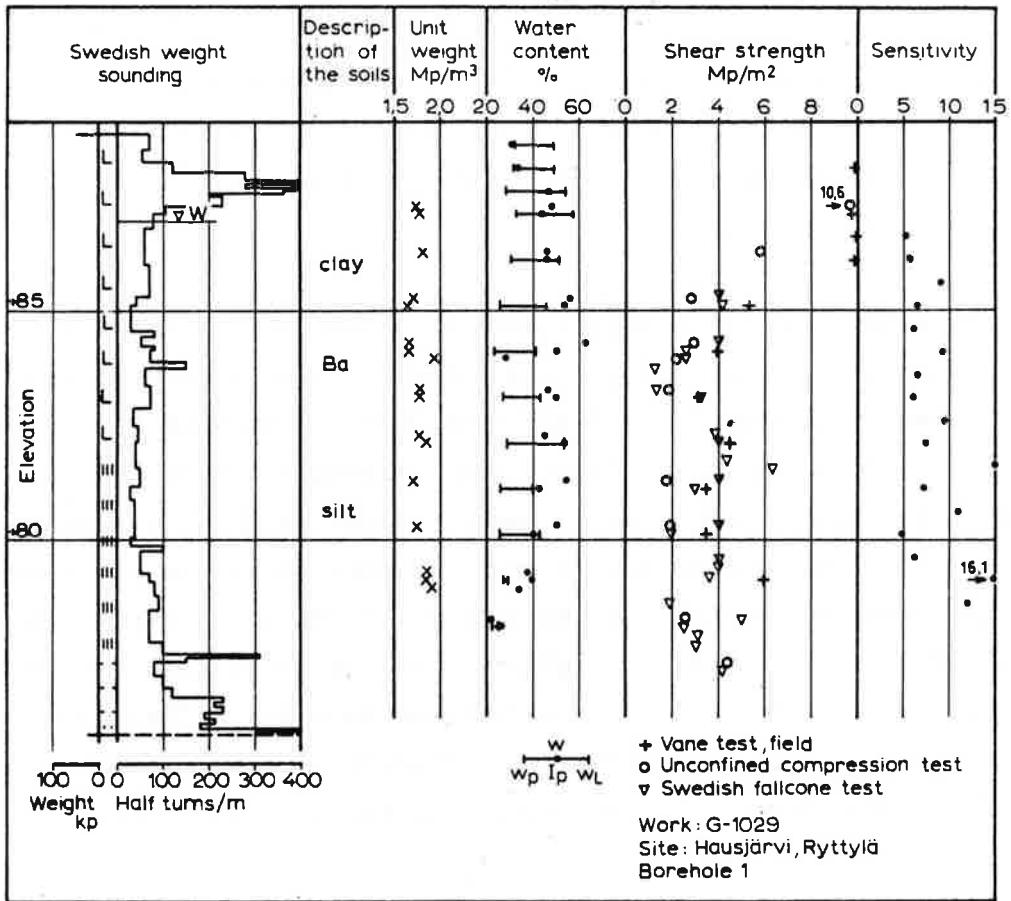 Swedish weight
sounding
Descrip-
tion of
the soils
Unit
weight
Mp/m³
Water
content
%
Shear strength
Mp/m²
Sensitivity
1,5 2,0 20 40 60 0 2 4 6 0 5 10 15
L
L
W
L
10,6
L
clay
L
85
L
L
Ba
L
L
Elevation
silt
80
16,1
100 0 0 100 200 300 400
Weight Half turns/m
kp
w
wp Ip wL
+ Vane test, field
o Unconfined compression test
▽ Swedish fallcone test
Work: G-1029
Site: Hausjärvi, Ryttylä
Borehole 1